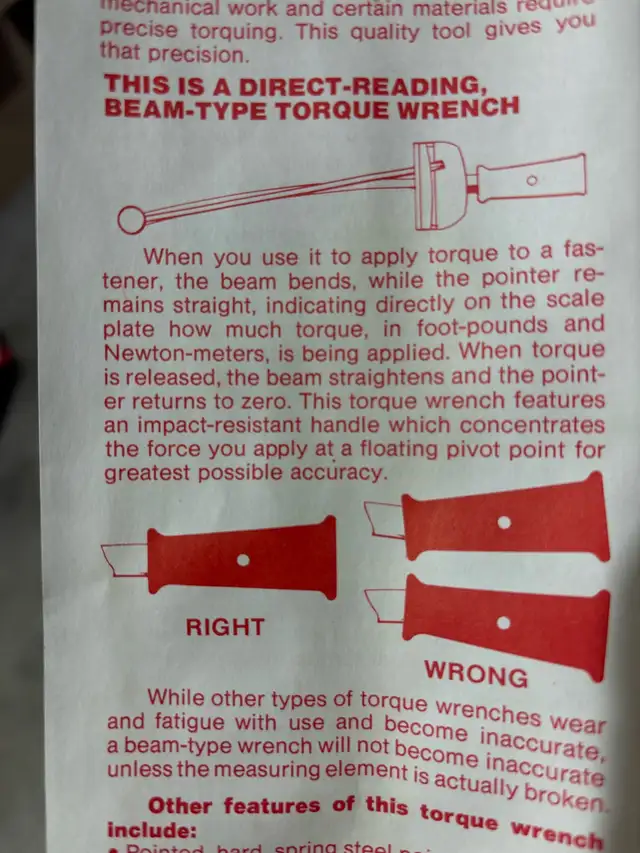 mechanical work and certain materials require
precise torquing. This quality tool gives you
that precision.
THIS IS A DIRECT-READING,
BEAM-TYPE TORQUE WRENCH
When you use it to apply torque to a fas-
tener, the beam bends, while the pointer re-
mains straight, indicating directly on the scale
plate how much torque, in foot-pounds and
Newton-meters, is being applied. When torque
is released, the beam straightens and the point-
er returns to zero. This torque wrench features
an impact-resistant handle which concentrates
the force you apply at a floating pivot point for
greatest possible accuracy.
RIGHT
WRONG
While other types of torque wrenches wear
and fatigue with use and become inaccurate,
a beam-type wrench will not become inaccurate
unless the measuring element is actually broken.
Other features of this torque wrench
include:
• Pointed, hard, spring steel